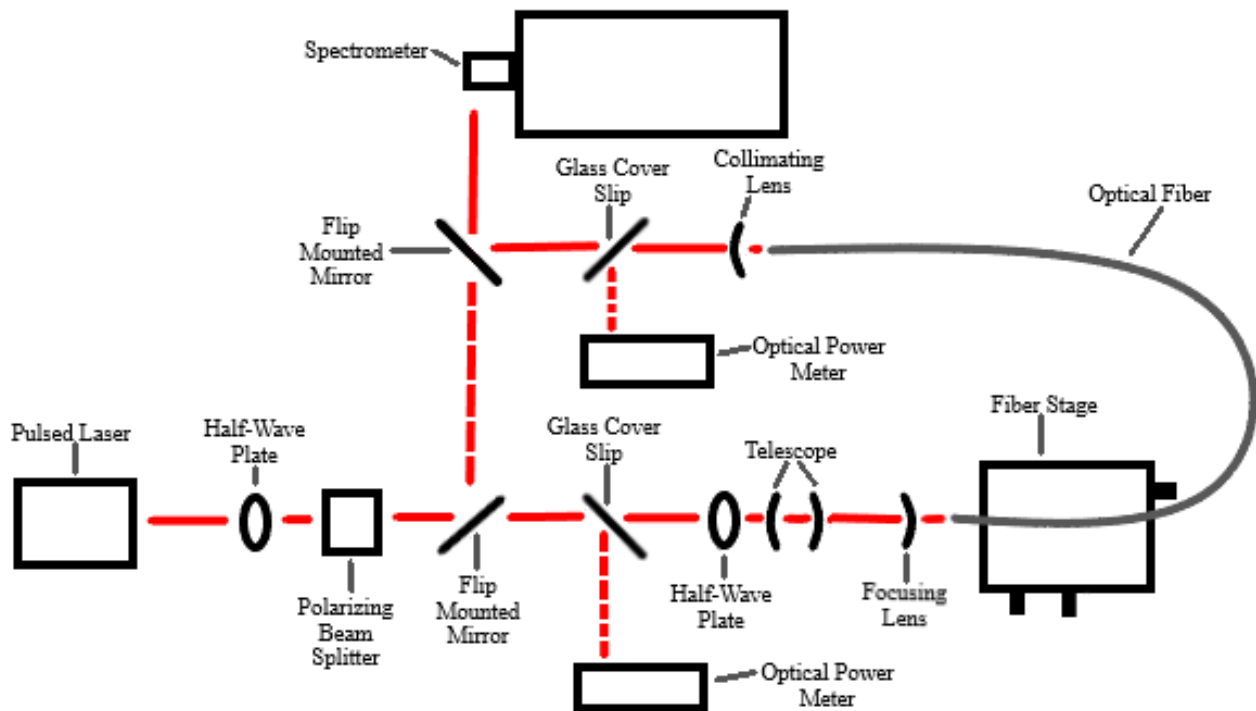 Spectrometer
Glass Cover
Slip
Collimating
Lens
Optical Fiber
Flip
Mounted
Mirror
Optical Power
Meter
Fiber Stage
Pulsed Laser
Half-Wave
Plate
Glass Cover
Slip
Telescope
Polarizing
Beam
Splitter
Flip
Mounted
Mirror
Half-Wave
Plate
Focusing
Lens
Optical Power
Meter